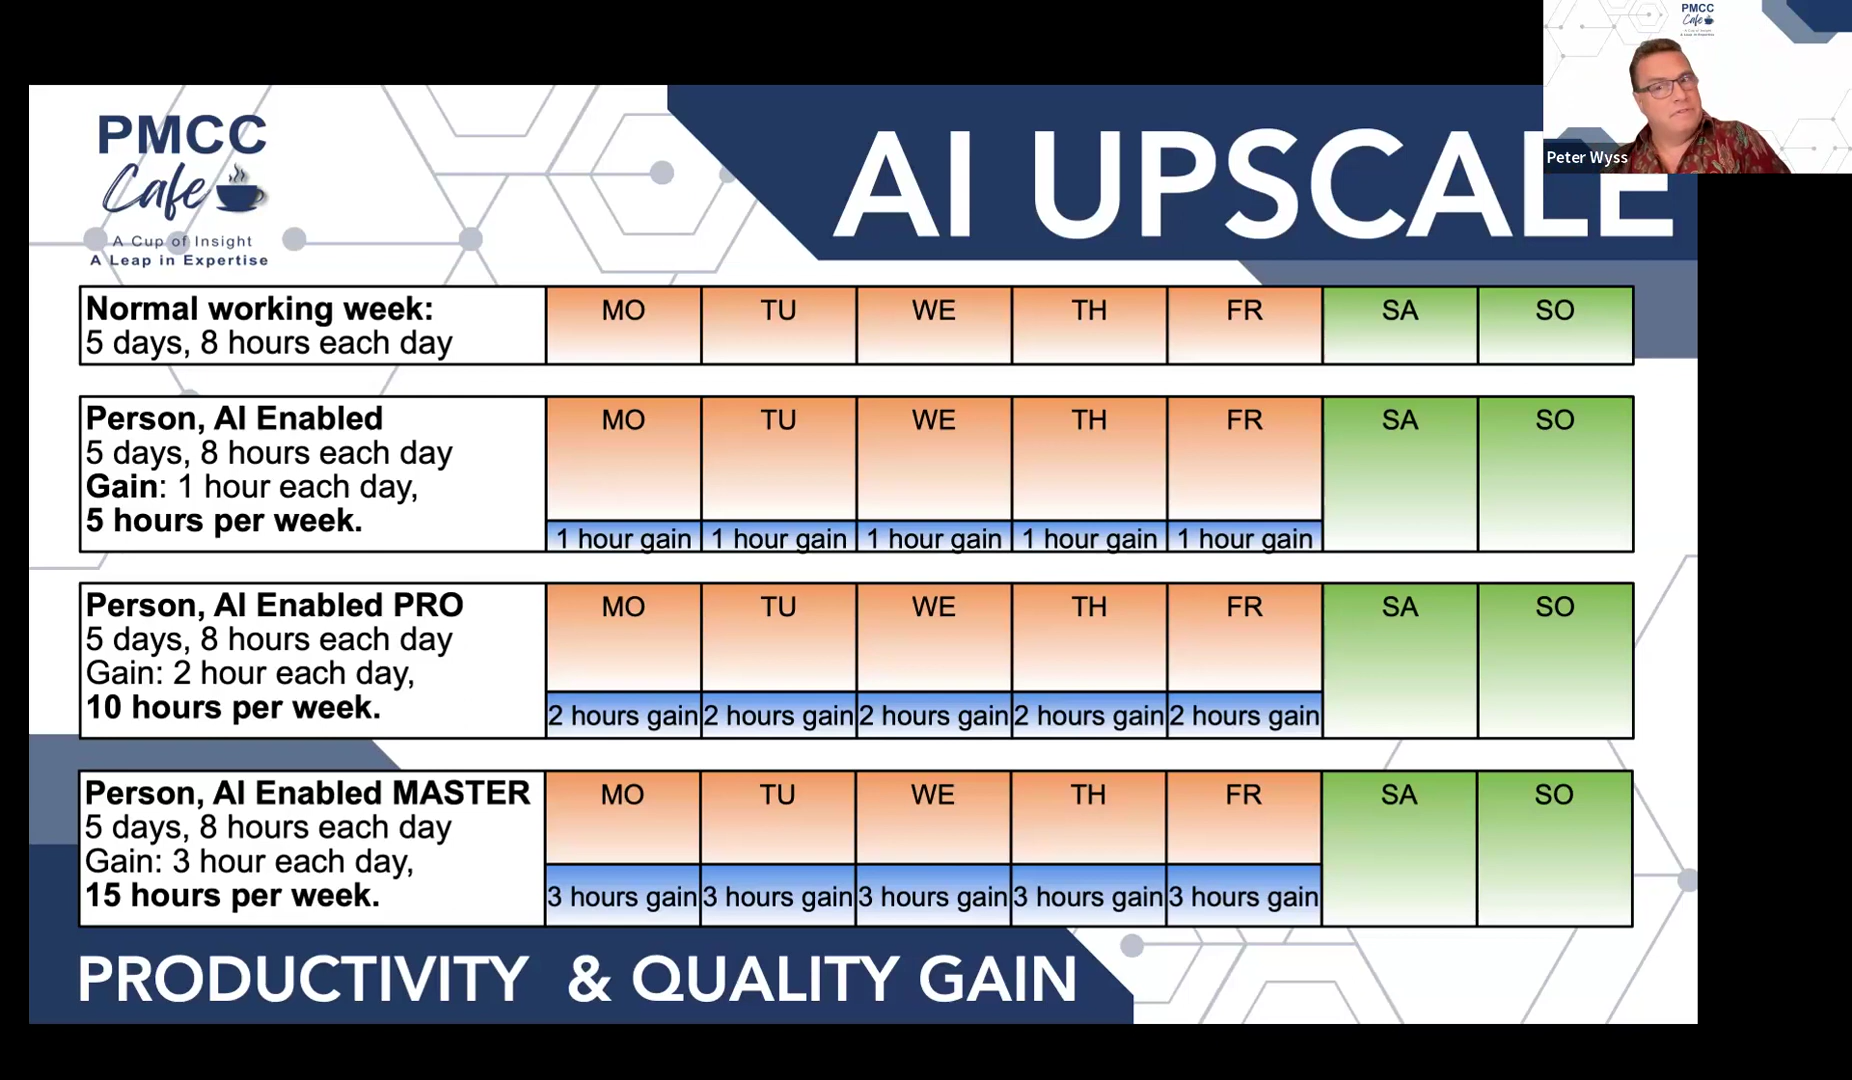 PMCC
Cafe
A Cup of Insight
A Leap in Expertise
AI UPSCALE
PMCC
Cafe
Peter Wyss
Normal working week:
5 days, 8 hours each day
MO TU WE TH FR SA SO
Person, AI Enabled
5 days, 8 hours each day
Gain: 1 hour each day,
5 hours per week.
MO TU WE TH FR SA SO
1 hour gain 1 hour gain 1 hour gain 1 hour gain 1 hour gain
Person, AI Enabled PRO
5 days, 8 hours each day
Gain: 2 hour each day,
10 hours per week.
MO TU WE TH FR SA SO
2 hours gain 2 hours gain 2 hours gain 2 hours gain 2 hours gain
Person, AI Enabled MASTER
5 days, 8 hours each day
Gain: 3 hour each day,
15 hours per week.
MO TU WE TH FR SA SO
3 hours gain 3 hours gain 3 hours gain 3 hours gain 3 hours gain
PRODUCTIVITY & QUALITY GAIN